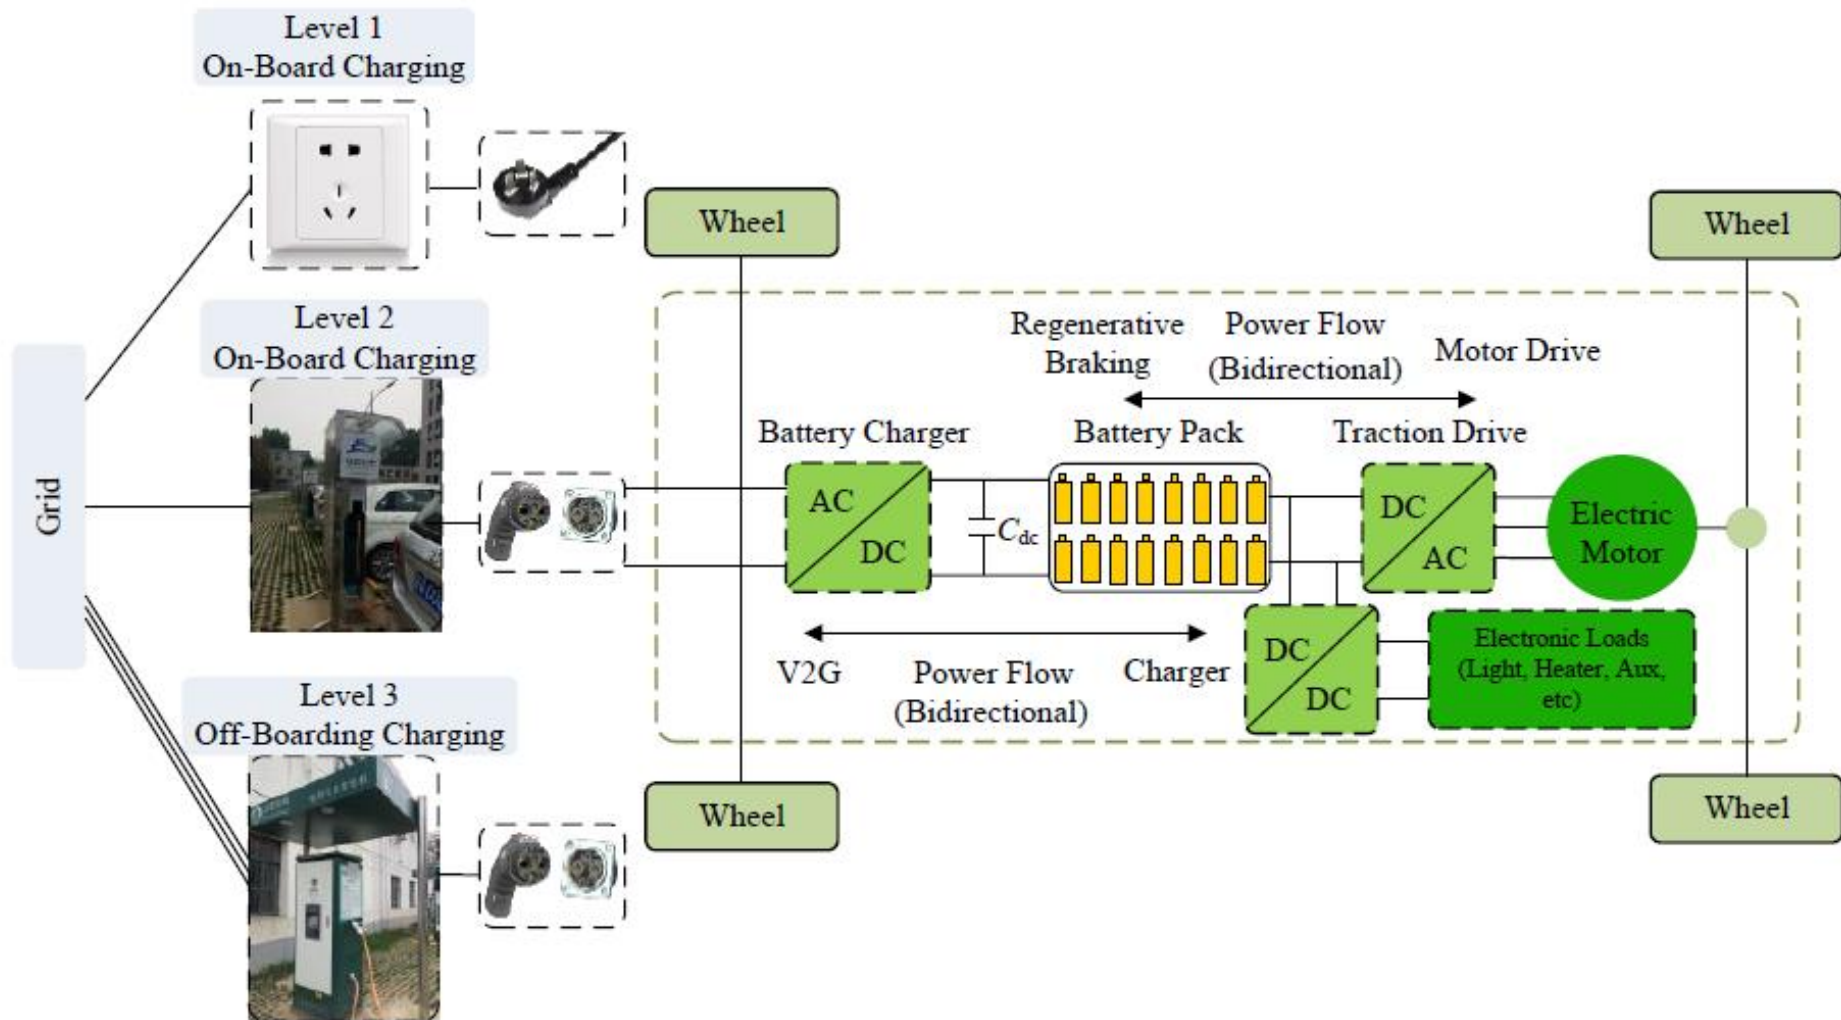 Level 1
On-Board Charging
Level 2
On-Board Charging
Level 3
Off-Boarding Charging
Grid
Wheel
Wheel
Wheel
Wheel
Regenerative
Braking
Power Flow
(Bidirectional)
Motor Drive
Battery Charger
Battery Pack
Traction Drive
AC
DC
Cdc
DC
AC
Electric
Motor
V2G
Power Flow
(Bidirectional)
Charger
DC
DC
Electronic Loads
(Light, Heater, Aux,
etc)